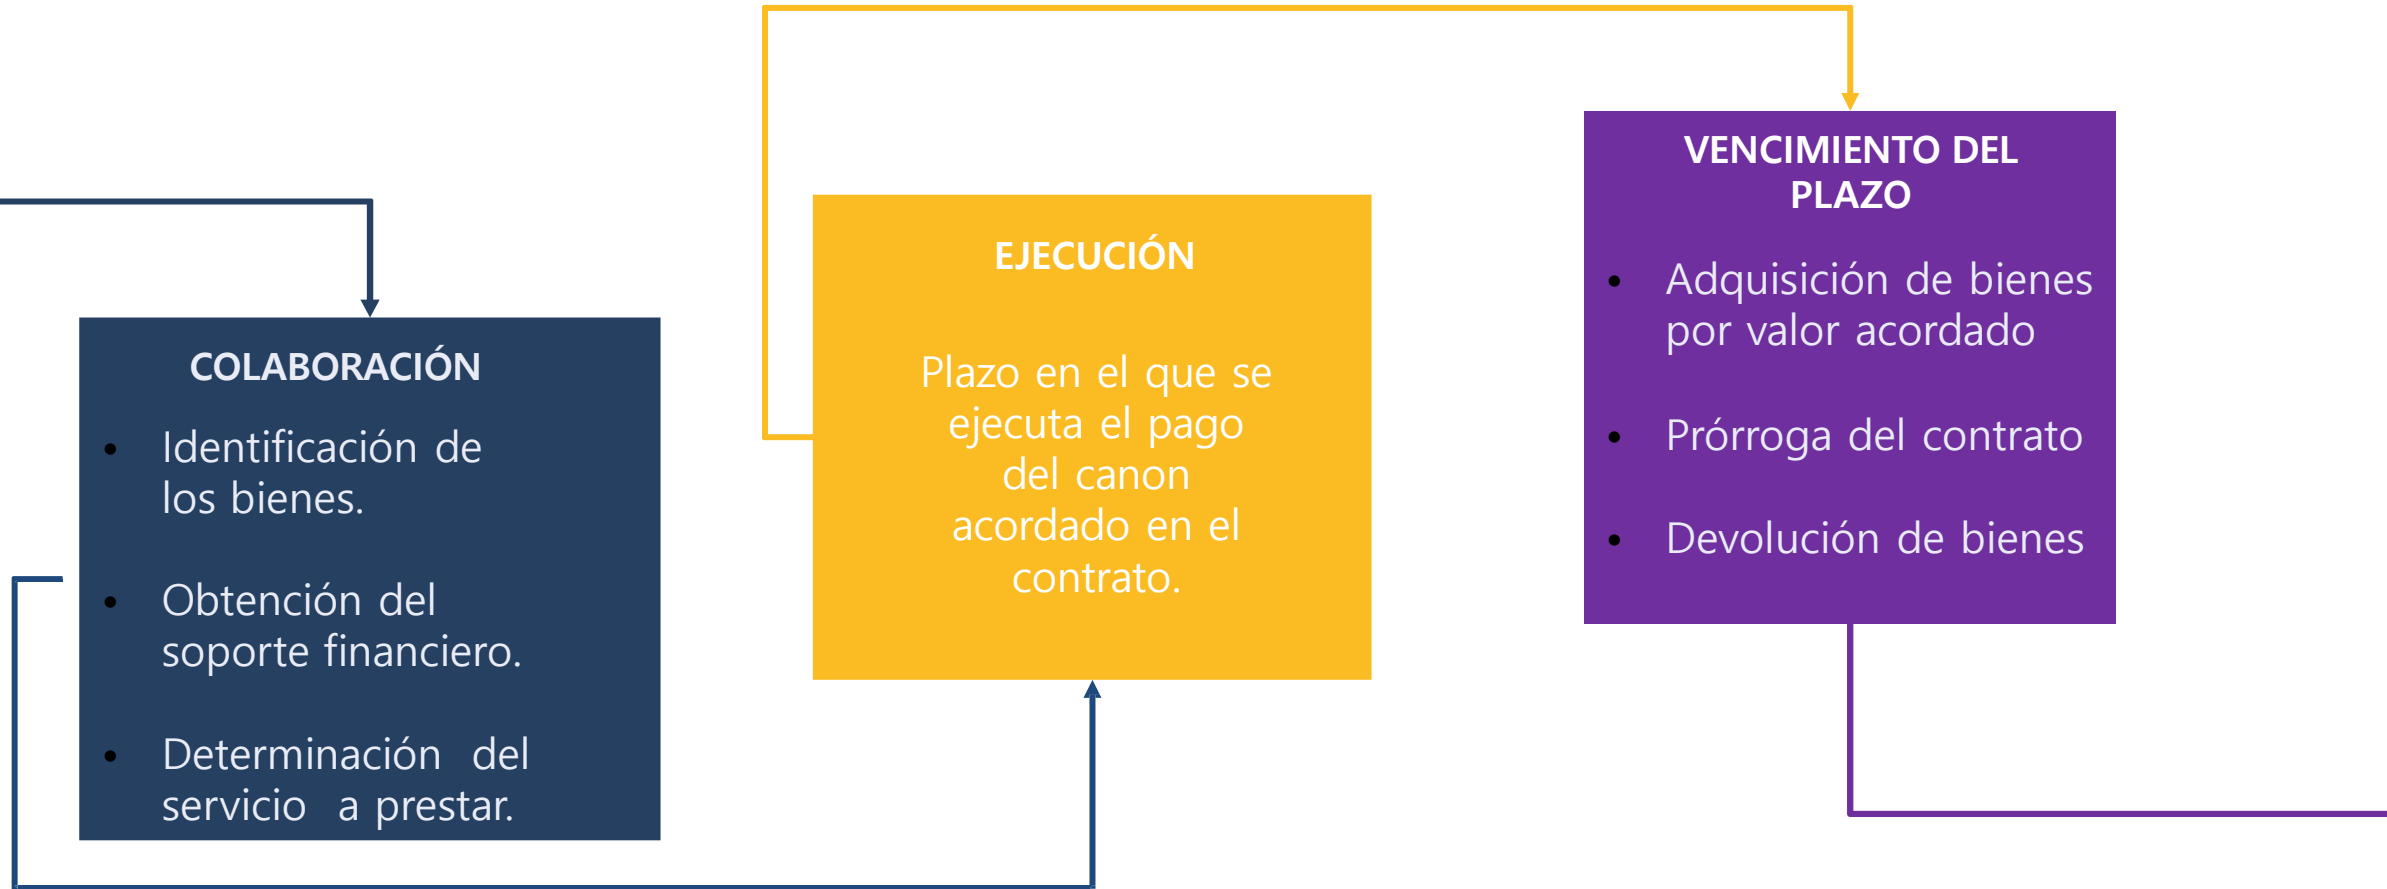 COLABORACIÓN
• Identificación de
los bienes.
• Obtención del
soporte financiero.
• Determinación del
servicio a prestar.
EJECUCIÓN
Plazo en el que se
ejecuta el pago
del canon
acordado en el
contrato.
VENCIMIENTO DEL
PLAZO
• Adquisición de bienes
por valor acordado
• Prórroga del contrato
• Devolución de bienes